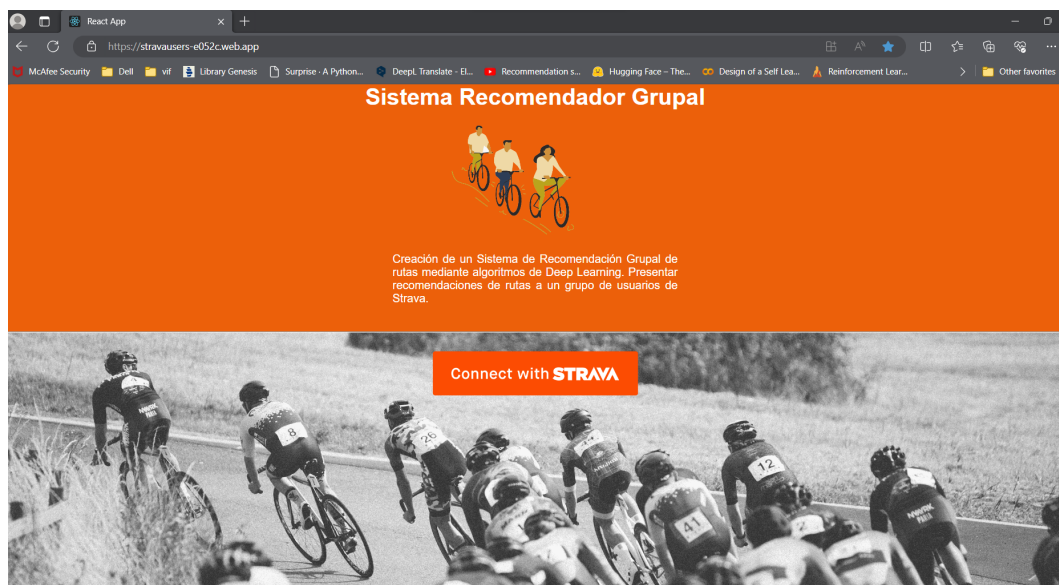 React App
https://stravausers-e052c.web.app
McAfee Security Dell vif Library Genesis Surprise · A Python... DeepL Translate - El... Recommendation s... Hugging Face – The... Design of a Self Lea... Reinforcement Lear... Other favorites
Sistema Recomendador Grupal
Creación de un Sistema de Recomendación Grupal de
rutas mediante algoritmos de Deep Learning. Presentar
recomendaciones de rutas a un grupo de usuarios de
Strava.
Connect with STRAVA
8
26
12
41